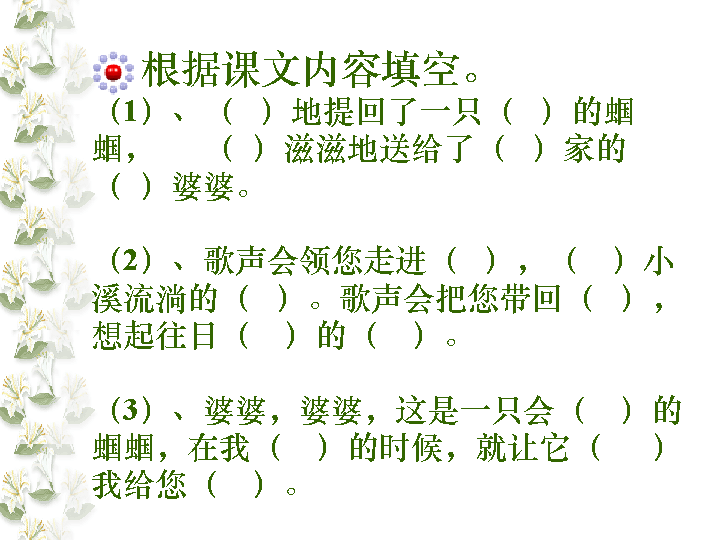 根据课文内容填空。
（1）、（ ）地提回了一只（ ）的蝈
蝈， （ ）滋滋地送给了（ ）家的
（ ）婆婆。
（2）、歌声会领您走进（ ），（ ）小
溪流淌的（ ）。歌声会把您带回（ ），
想起往日（ ）的（ ）。
（3）、婆婆，婆婆，这是一只会（ ）的
蝈蝈，在我（ ）的时候，就让它（ ）
我给您（ ）。